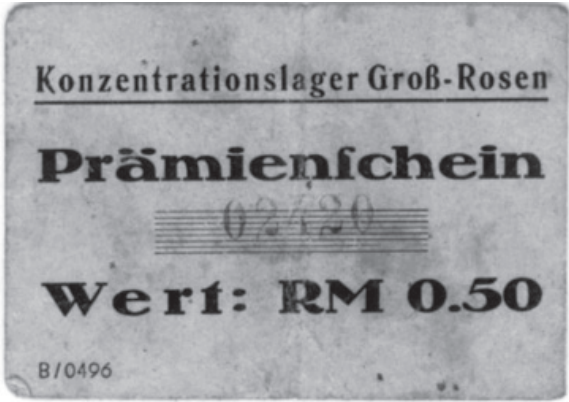 Konzentrationslager Groß-Rosen
Prämienſchein
02420
Wert: RM 0.50
B/0496